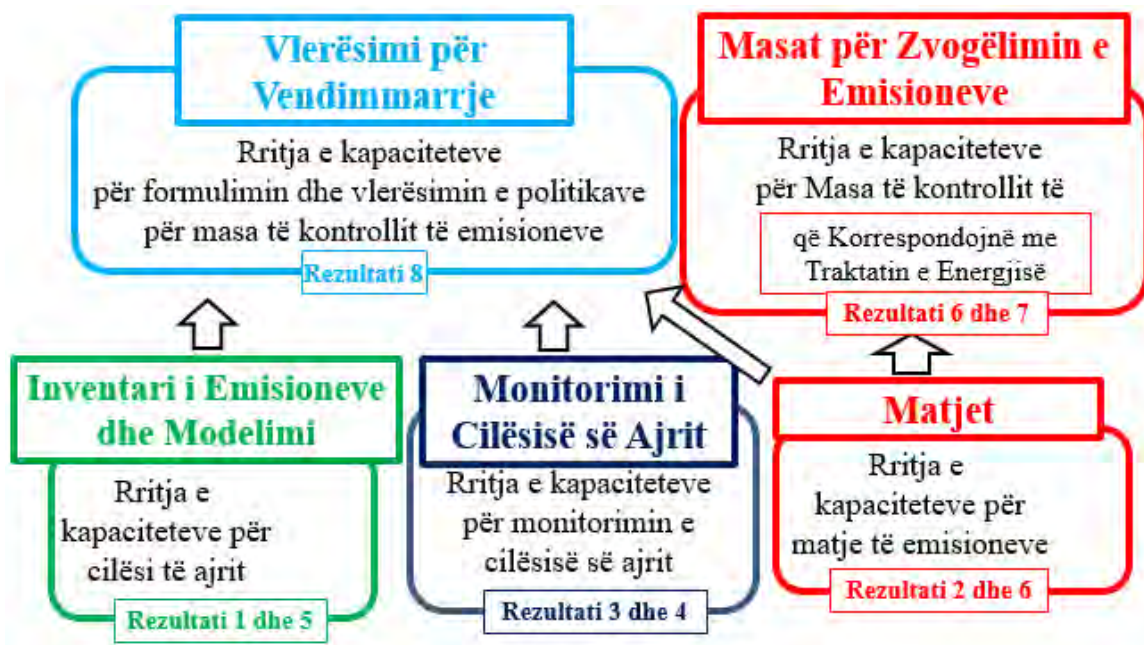 Vlerësimi për
Vendimmarrje
Rritja e kapaciteteve
për formulimin dhe vlerësimin e politikave
për masa të kontrollit të emisioneve
Rezultati 8
Masat për Zvogëlimin e
Emisioneve
Rritja e kapaciteteve
për Masa të kontrollit të
që Korrespondojnë me
Traktatin e Energjisë
Rezultati 6 dhe 7
Inventari i Emisioneve
dhe Modelimi
Rritja e
kapaciteteve për
cilësi të ajrit
Rezultati 1 dhe 5
Monitorimi i
Cilësisë së Ajrit
Rritja e kapaciteteve
për monitorimin e
cilësisë së ajrit
Rezultati 3 dhe 4
Matjet
Rritja e
kapaciteteve për
matje të emisioneve
Rezultati 2 dhe 6